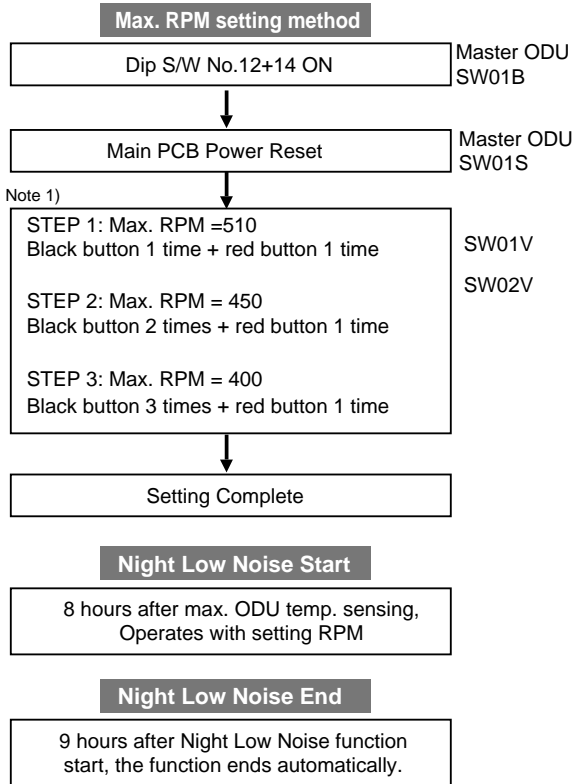 Max. RPM setting method
Dip S/W No.12+14 ON
Master ODU
SW01B
Main PCB Power Reset
Master ODU
SW01S
Note 1)
STEP 1: Max. RPM =510
Black button 1 time + red button 1 time
SW01V
SW02V
STEP 2: Max. RPM = 450
Black button 2 times + red button 1 time
STEP 3: Max. RPM = 400
Black button 3 times + red button 1 time
Setting Complete
Night Low Noise Start
8 hours after max. ODU temp. sensing,
Operates with setting RPM
Night Low Noise End
9 hours after Night Low Noise function
start, the function ends automatically.